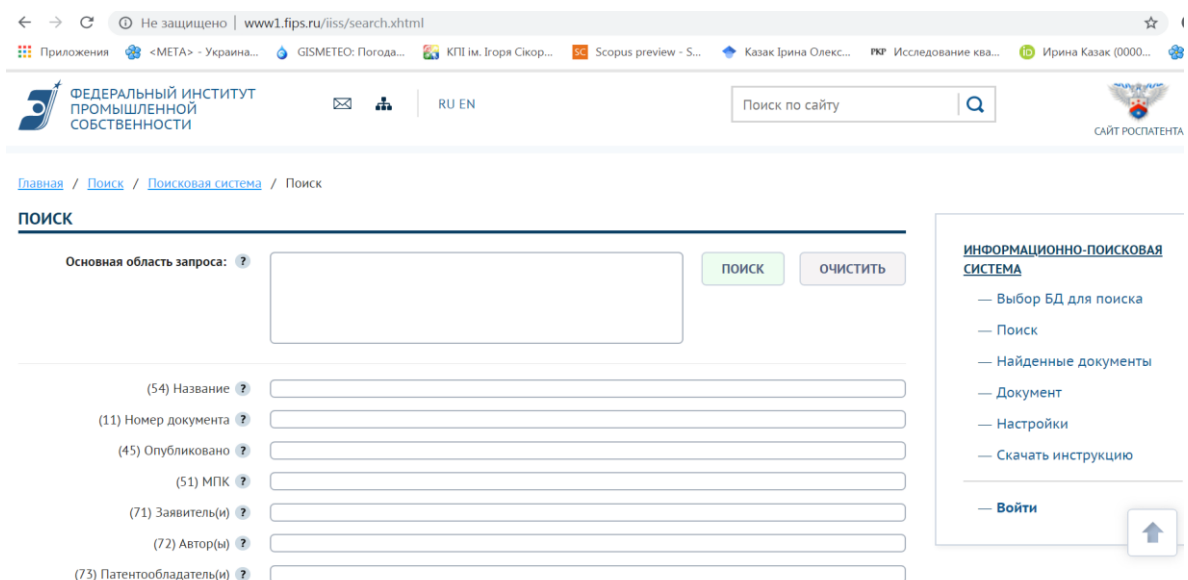 Не защищено | www1.fips.ru/iiss/search.xhtml
Приложения <META> - Украина... GISMETEO: Погода... КПІ ім. Ігоря Сікор... SC Scopus preview - S... Казак Ірина Олекс... РКР Исследование ква... iD Ирина Казак (0000...
ФЕДЕРАЛЬНЫЙ ИНСТИТУТ
ПРОМЫШЛЕННОЙ
СОБСТВЕННОСТИ
RU EN
Поиск по сайту
САЙТ РОСПАТЕНТА
Главная / Поиск / Поисковая система / Поиск
ПОИСК
Основная область запроса: ?
ПОИСК ОЧИСТИТЬ
(54) Название ?
(11) Номер документа ?
(45) Опубликовано ?
(51) МПК ?
(71) Заявитель(и) ?
(72) Автор(ы) ?
(73) Патентообладатель(и) ?
ИНФОРМАЦИОННО-ПОИСКОВАЯ
СИСТЕМА
— Выбор БД для поиска
— Поиск
— Найденные документы
— Документ
— Настройки
— Скачать инструкцию
— Войти